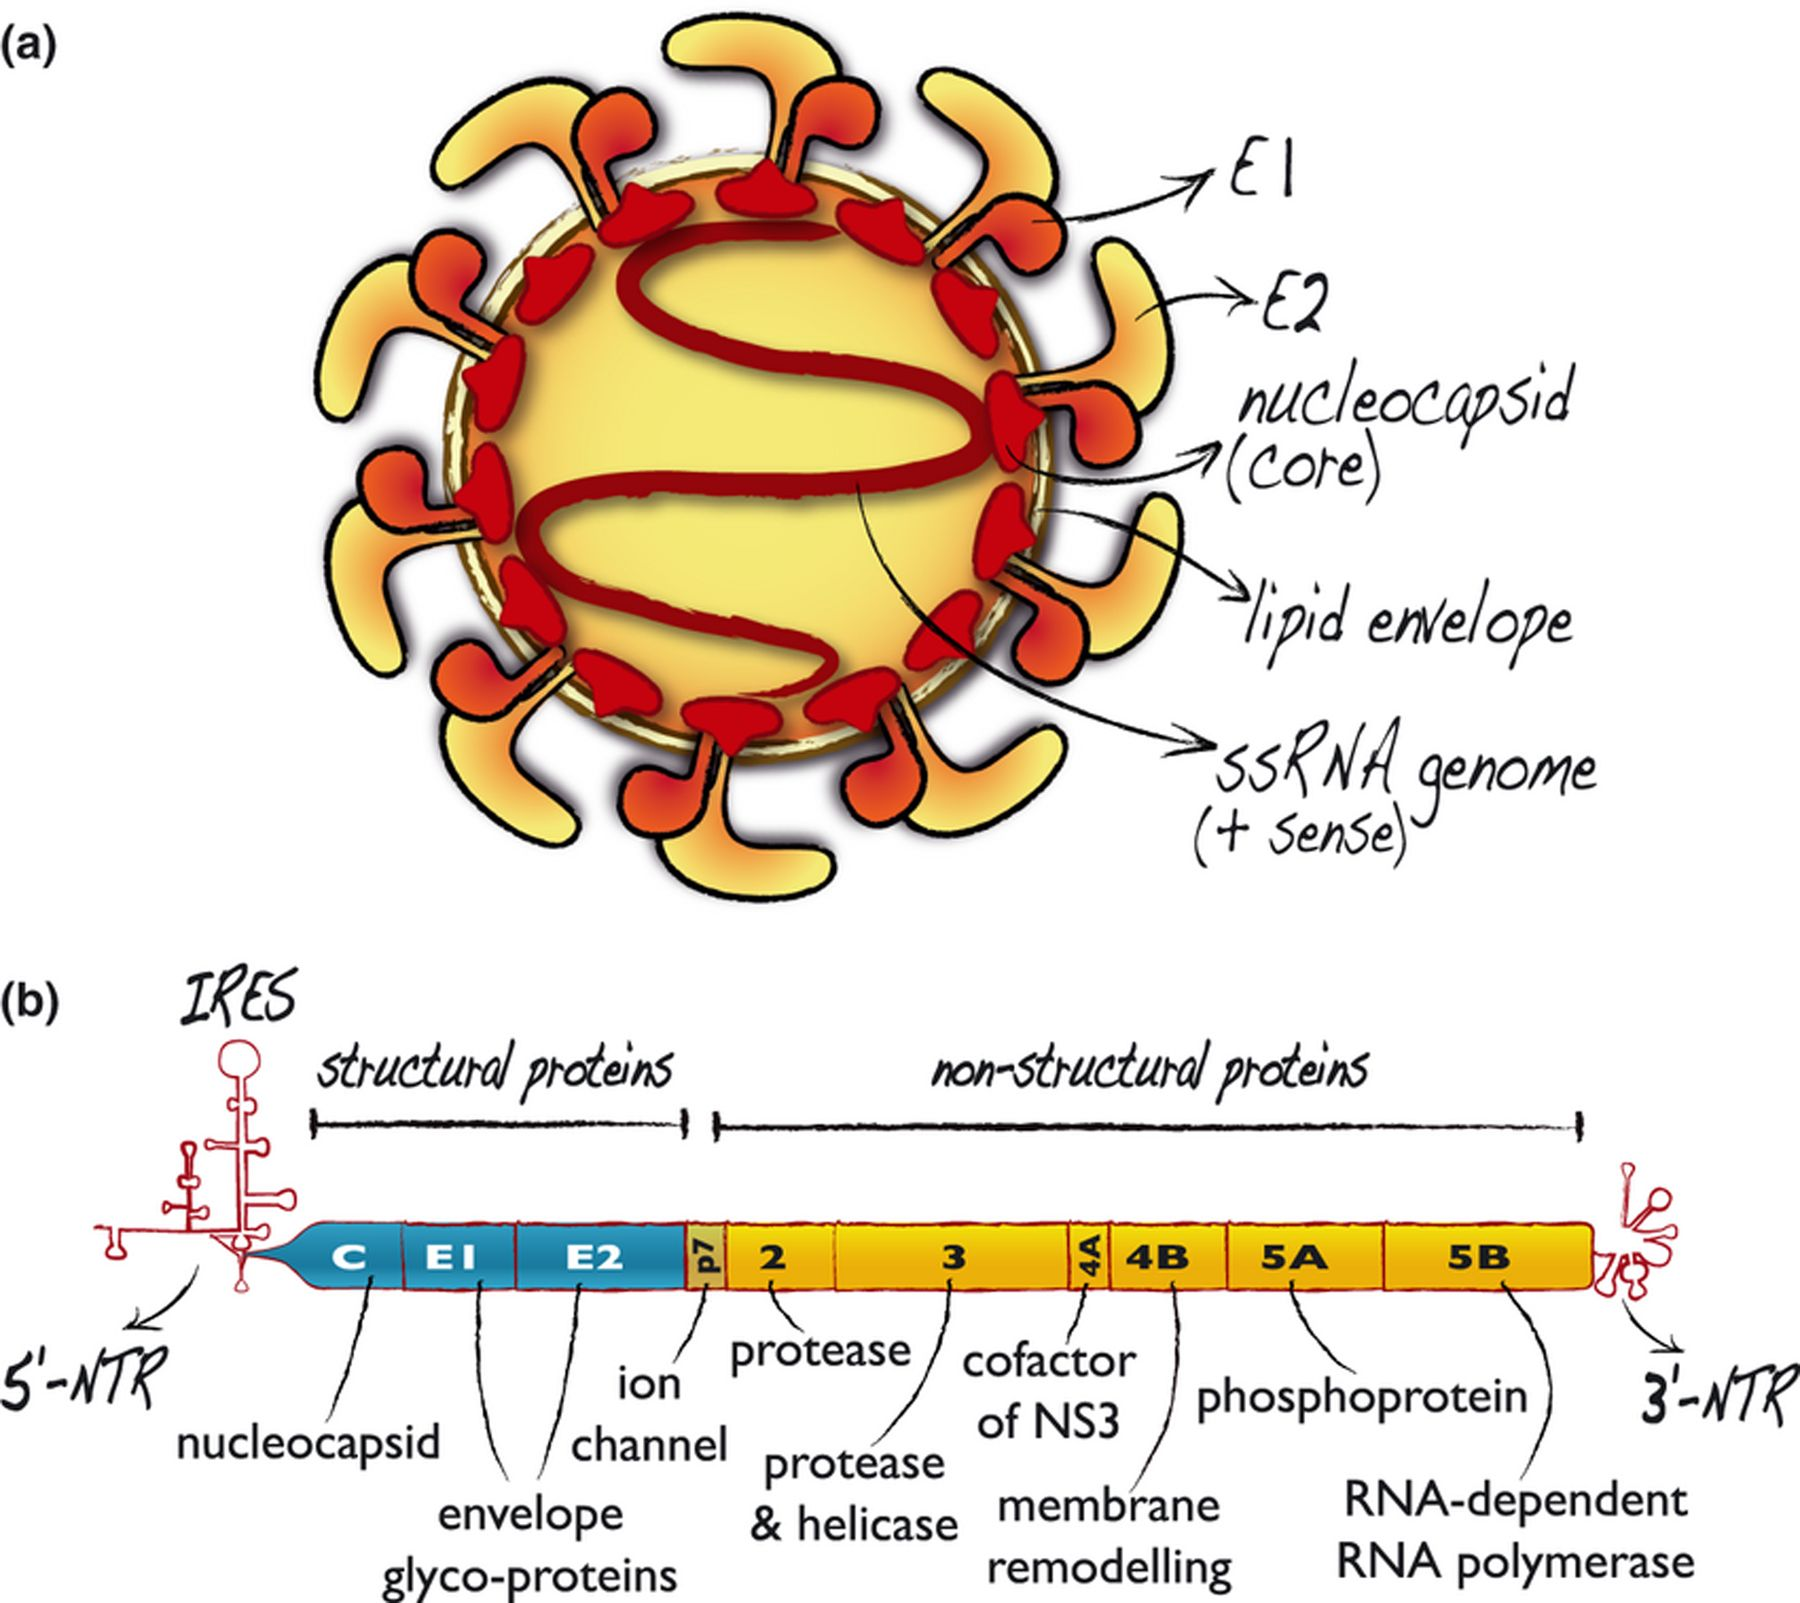 (a)
E1
E2
nucleocapsid
(core)
lipid envelope
ssRNA genome
(+ sense)
(b)
IRES
structural proteins
non-structural proteins
C E1 E2 p7 2 3 4A 4B 5A 5B
5'-NTR
nucleocapsid
envelope
glyco-proteins
ion
channel
protease
protease
& helicase
cofactor
of NS3
membrane
remodelling
phosphoprotein
RNA-dependent
RNA polymerase
3'-NTR